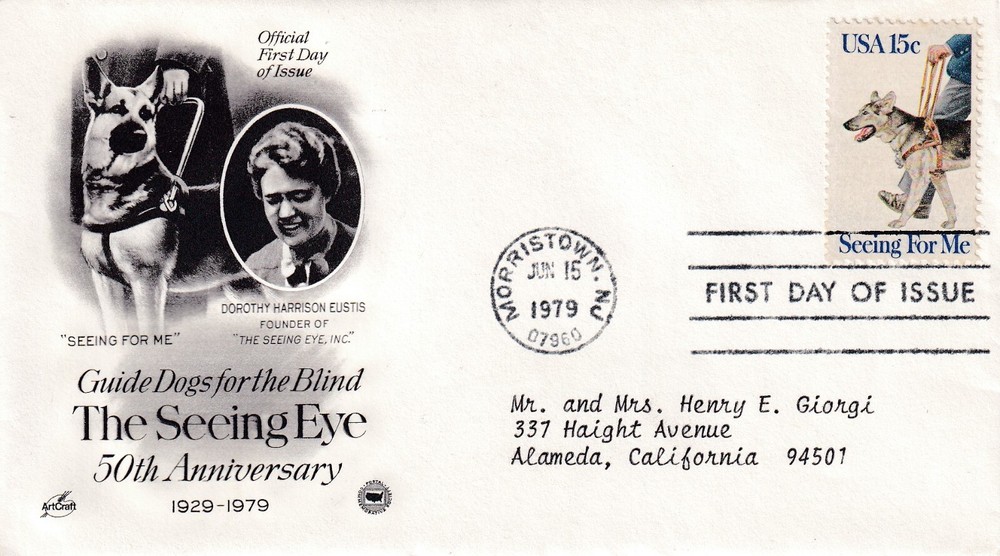 Official
First Day
of Issue
DOROTHY HARRISON EUSTIS
FOUNDER OF
"THE SEEING EYE, INC."
"SEEING FOR ME"
Guide Dogs for the Blind
The Seeing Eye
50th Anniversary
1929-1979
ArtCraft
USA 15c
Seeing For Me
MORRISTOWN, NJ
JUN 15
1979
07960
FIRST DAY OF ISSUE
Mr. and Mrs. Henry E. Giorgi
337 Haight Avenue
Alameda, California 94501